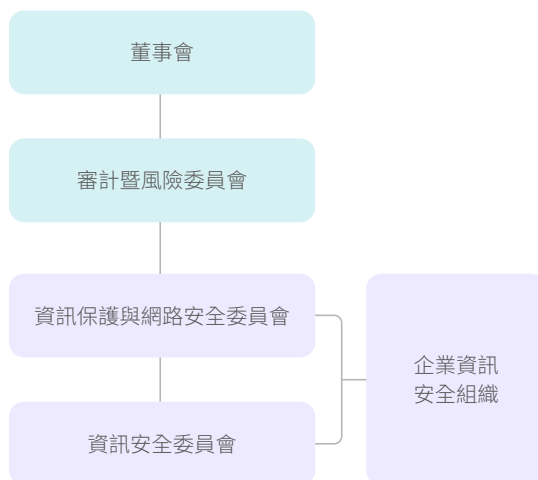 董事會
審計暨風險委員會
資訊保護與網路安全委員會
資訊安全委員會
企業資訊
安全組織